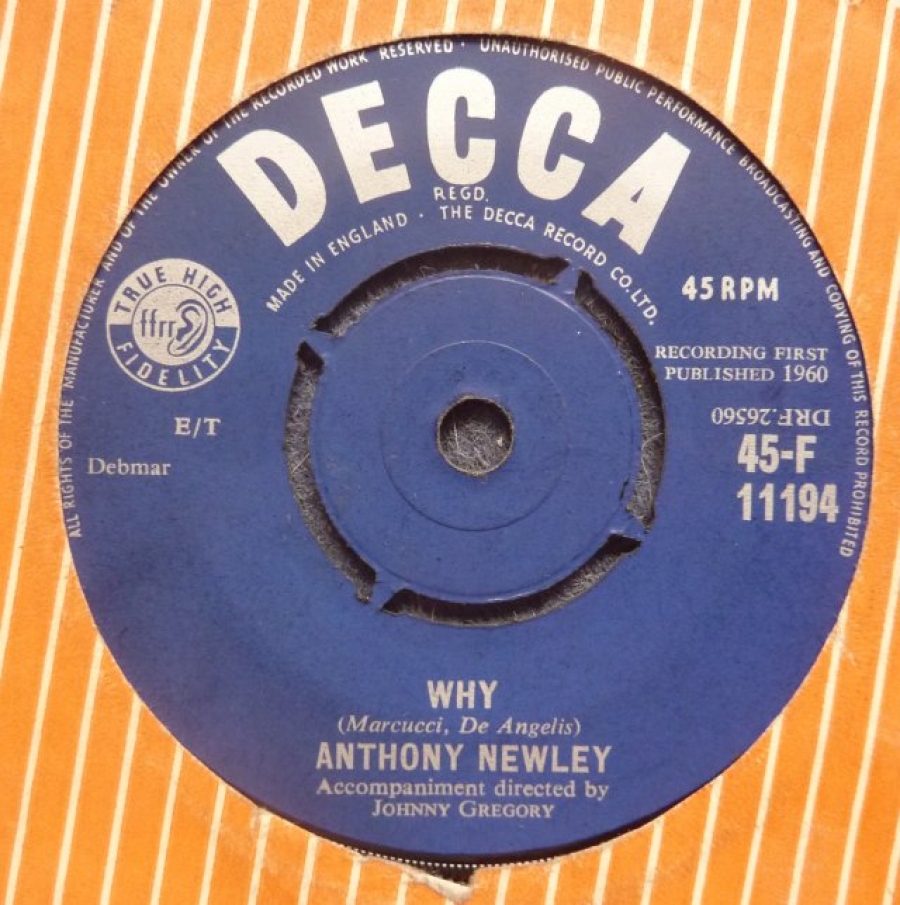 ALL RIGHTS OF THE MANUFACTURER AND OF THE OWNER OF THE RECORDED WORK RESERVED · UNAUTHORISED PUBLIC PERFORMANCE BROADCASTING AND COPYING OF THIS RECORD PROHIBITED
DECCA
REGD.
MADE IN ENGLAND · THE DECCA RECORD CO. LTD.
TRUE HIGH
ffrr
FIDELITY
45 RPM
RECORDING FIRST
PUBLISHED 1960
E/T
DRF.26560
Debmar
45-F
11194
WHY
(Marcucci, De Angelis)
ANTHONY NEWLEY
Accompaniment directed by
JOHNNY GREGORY